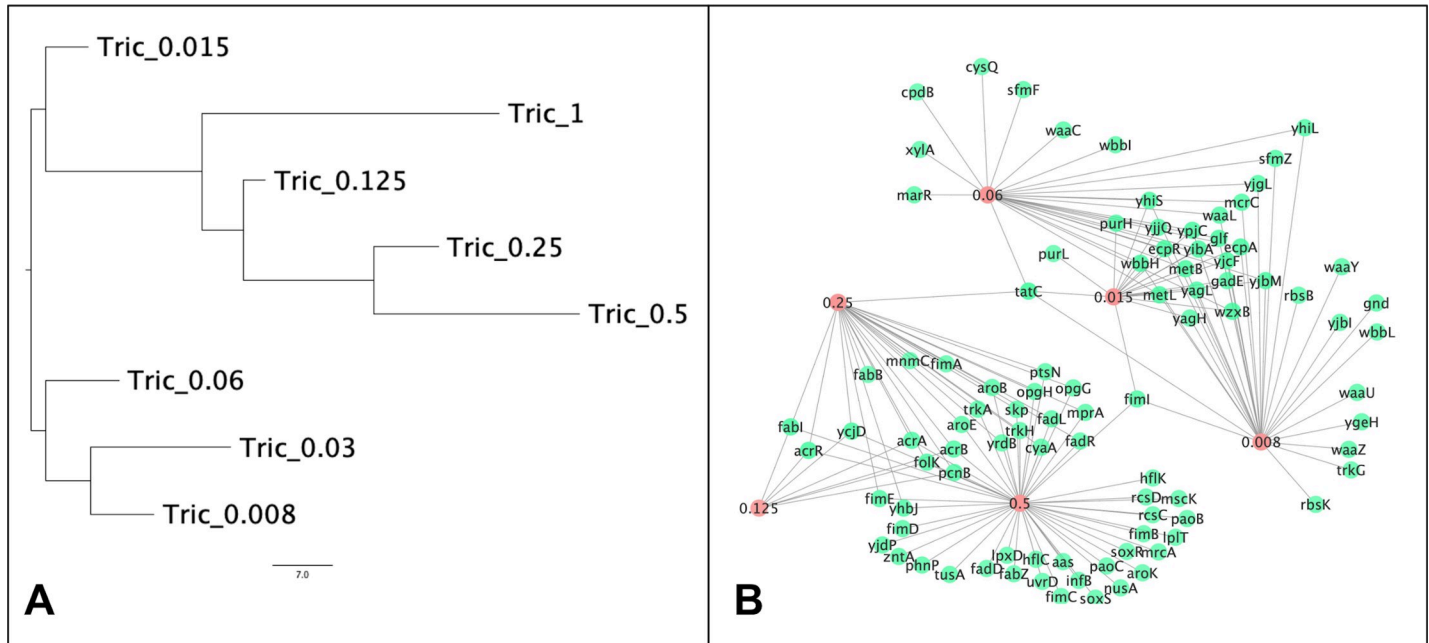 Tric_0.015
Tric_1
Tric_0.125
Tric_0.25
Tric_0.5
Tric_0.06
Tric_0.03
Tric_0.008
7.0
A
cysQ
cpdB
sfmF
waaC
wbbI
xylA
marR
0.06
yhiL
sfmZ
yjgL
mcrC
yhiS
waaL
purH
yjjQ
ypjC
glf
ecpR
yibA
ecpA
purL
wbbH
metB
yjcF
gadE
yjbM
tatC
0.015
metL
yagL
rbsB
waaY
yagH
wzxB
gnd
yjbI
wbbL
0.25
mnmC
fimA
fabB
ptsN
aroB
opgH
opgG
fimI
waaU
trkA
skp
fadL
mprA
ygeH
fabI
ycjD
aroE
trkH
0.008
acrR
acrA
acrB
yrdB
cyaA
fadR
waaZ
trkG
folK
pcnB
rbsK
hflK
0.125
fimE
yhbJ
0.5
rcsD
mscK
rcsC
paoB
fimD
fimB
lplT
yjdP
zntA
soxR
mrcA
phnP
tusA
lpxD
hflC
aas
paoC
aroK
fadD
fabZ
uvrD
infB
nusA
fimC
soxS
B